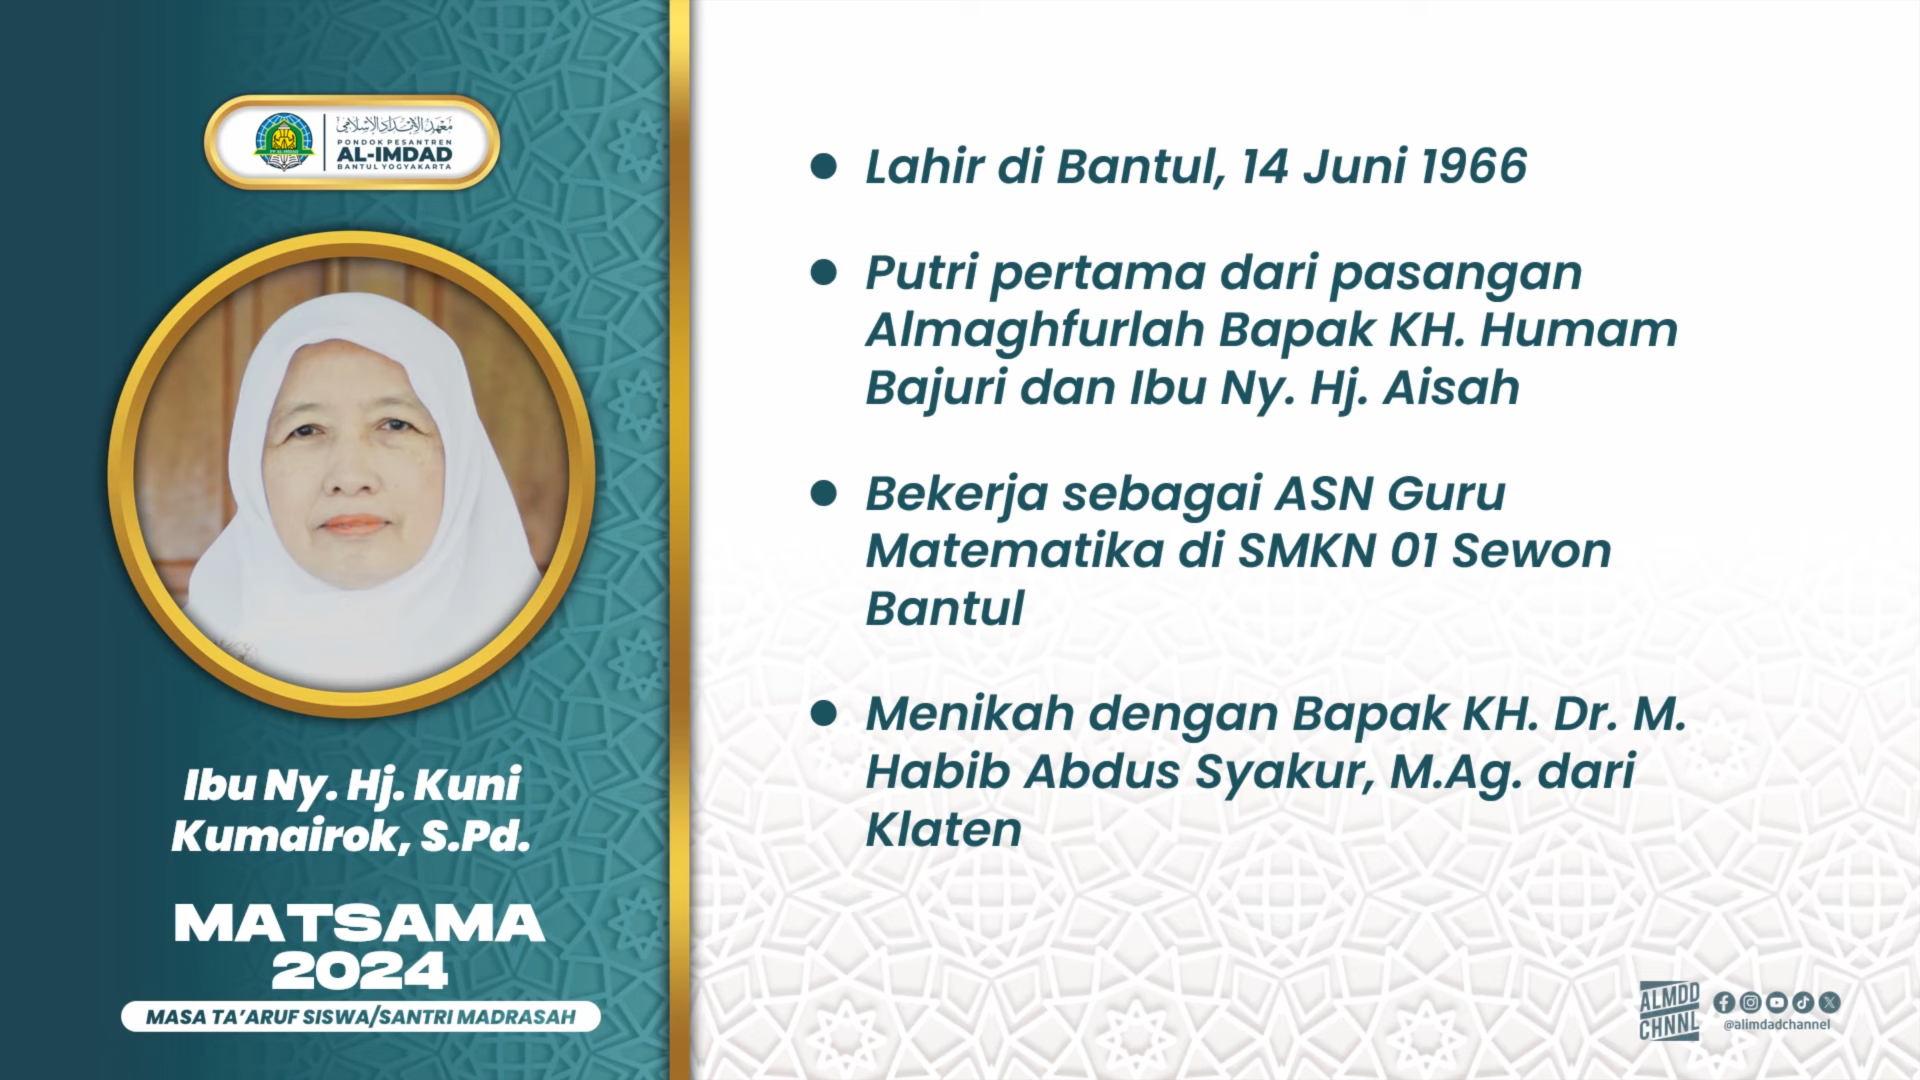 معهد الإمداد الإسلامي
PONDOK PESANTREN
AL-IMDAD
BANTUL YOGYAKARTA
Ibu Ny. Hj. Kuni
Kumairok, S.Pd.
MATSAMA
2024
MASA TA'ARUF SISWA/SANTRI MADRASAH
• Lahir di Bantul, 14 Juni 1966
• Putri pertama dari pasangan
Almaghfurlah Bapak KH. Humam
Bajuri dan Ibu Ny. Hj. Aisah
• Bekerja sebagai ASN Guru
Matematika di SMKN 01 Sewon
Bantul
• Menikah dengan Bapak KH. Dr. M.
Habib Abdus Syakur, M.Ag. dari
Klaten
ALMDD
CHNNL
@alimdadchannel